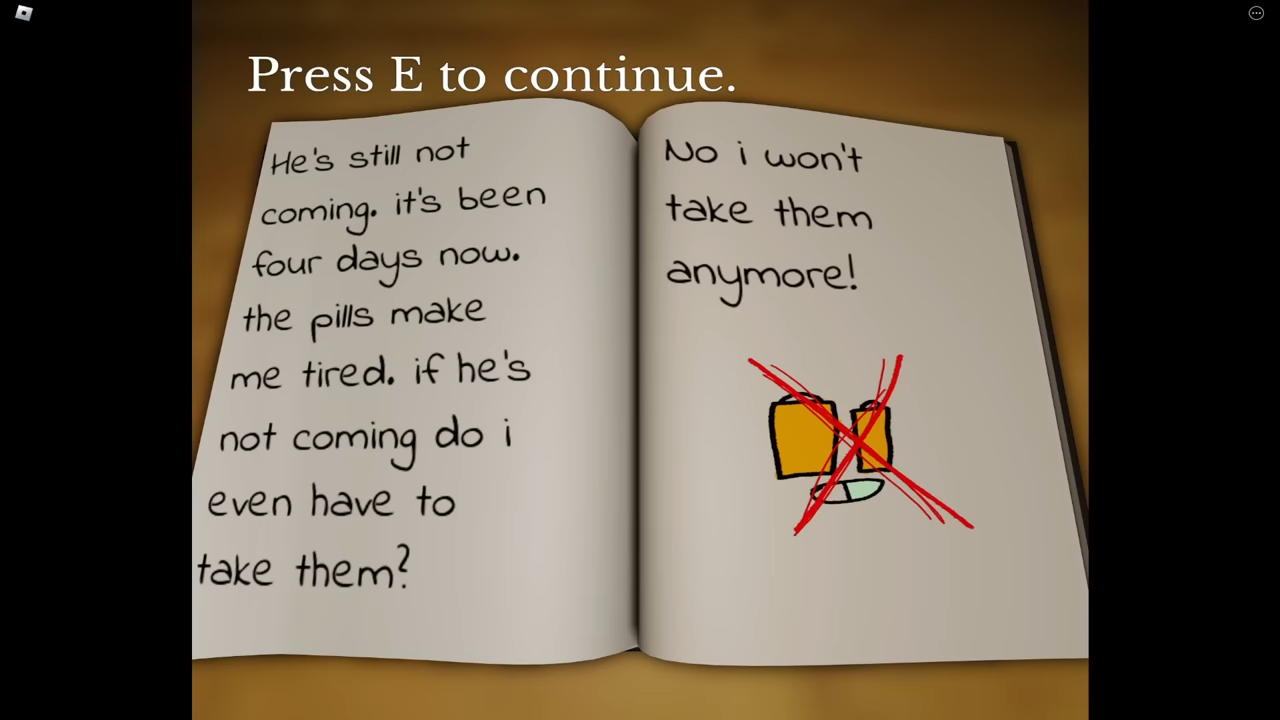 Press E to continue.
He's still not
coming. it's been
four days now.
the pills make
me tired. if he's
not coming do i
even have to
take them?
No i won't
take them
anymore!